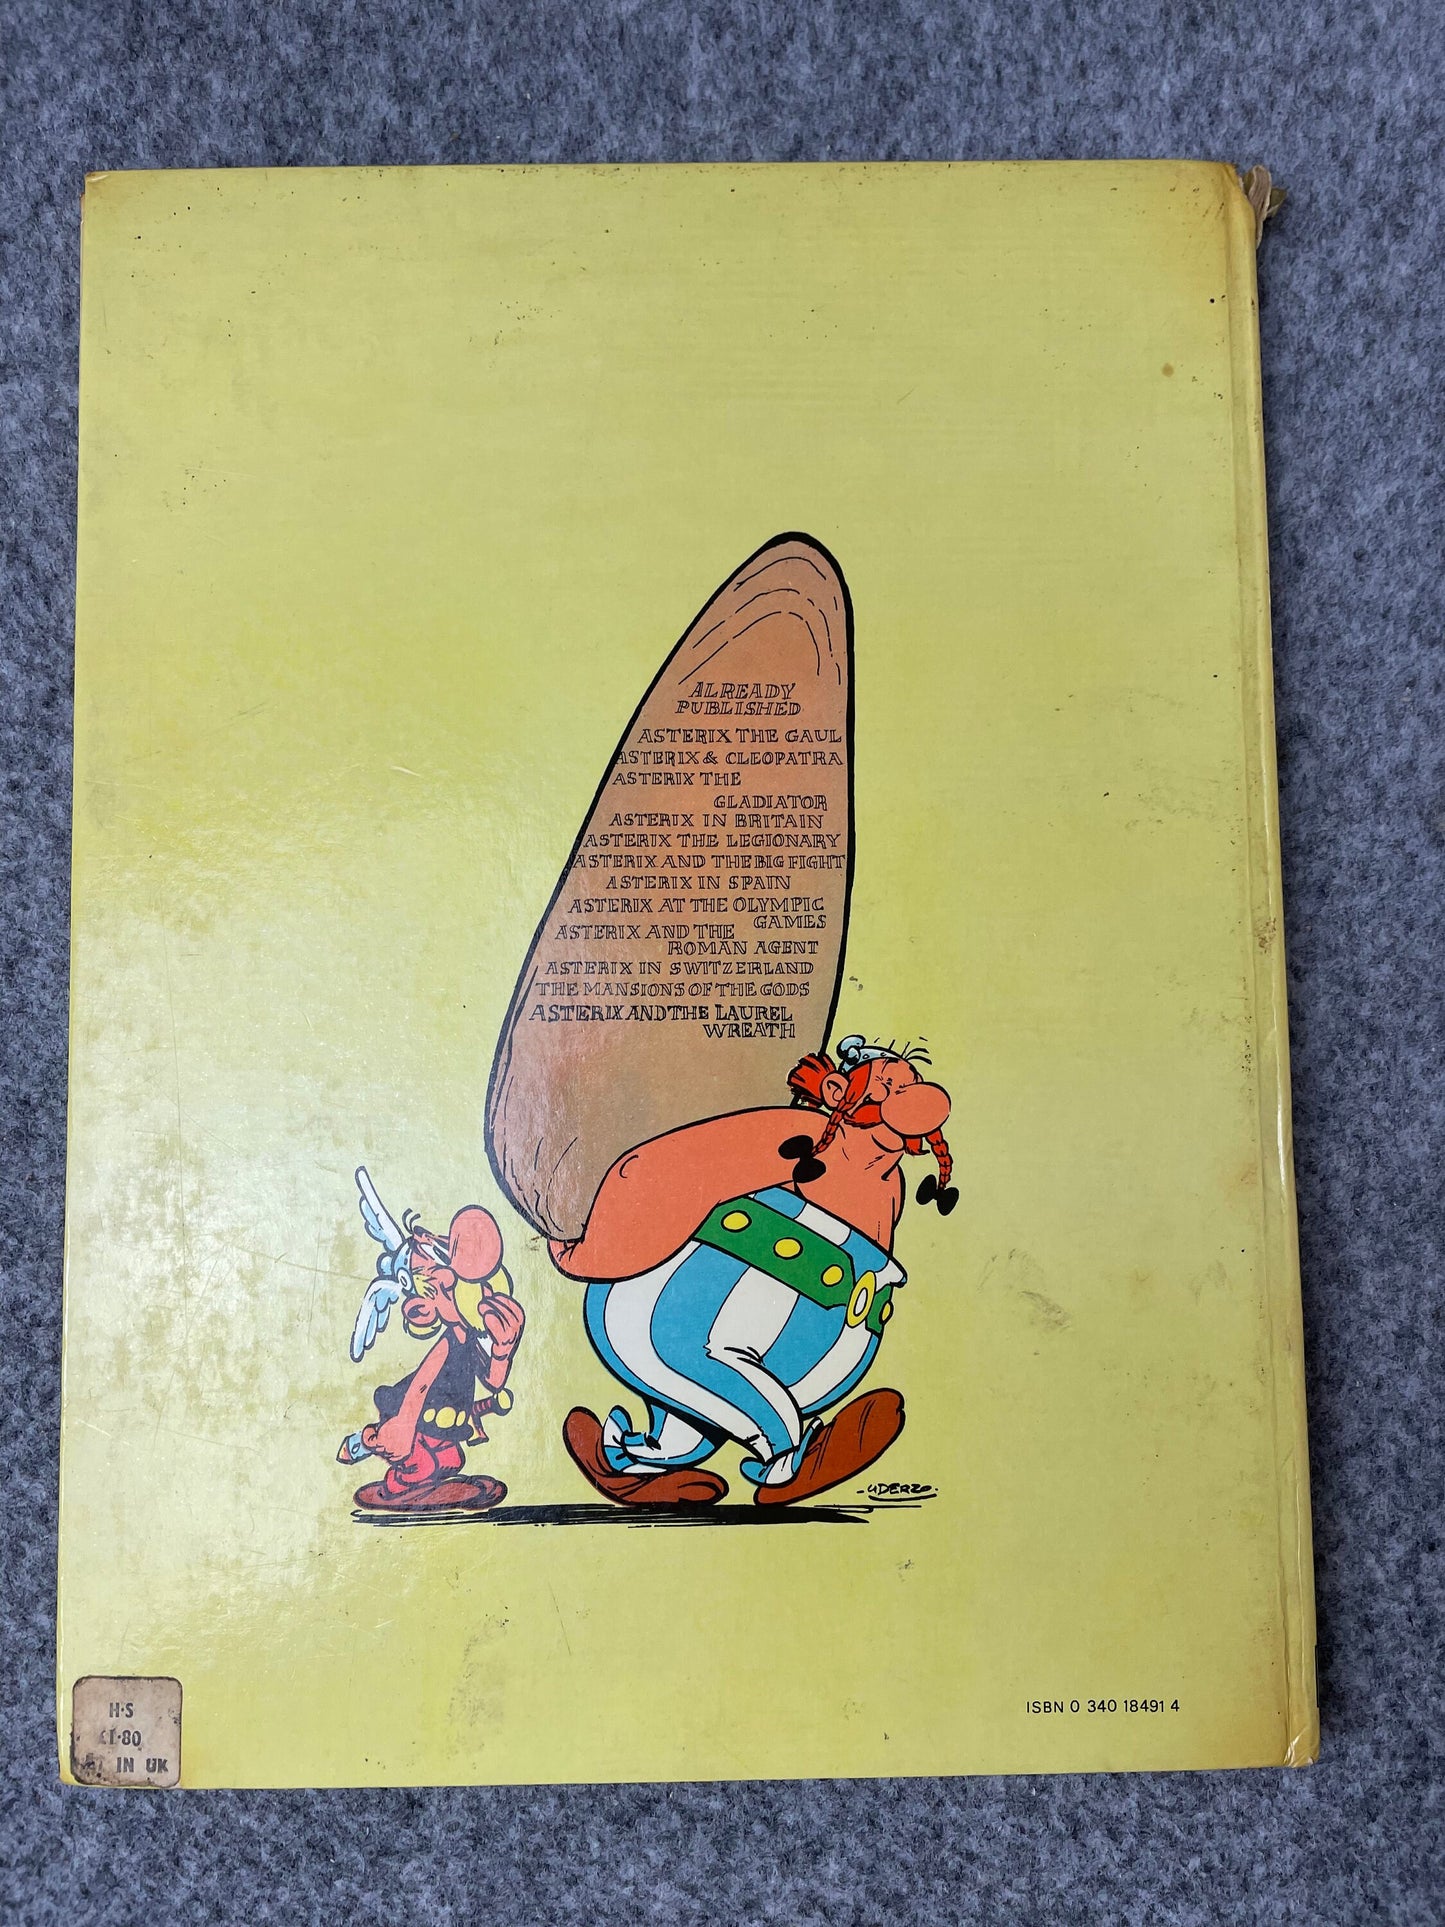 ALREADY
PUBLISHED
ASTERIX THE GAUL
ASTERIX & CLEOPATRA
ASTERIX THE
GLADIATOR
ASTERIX IN BRITAIN
ASTERIX THE LEGIONARY
ASTERIX AND THE BIG FIGHT
ASTERIX IN SPAIN
ASTERIX AT THE OLYMPIC
GAMES
ASTERIX AND THE
ROMAN AGENT
ASTERIX IN SWITZERLAND
THE MANSIONS OF THE GODS
ASTERIX AND THE LAUREL
WREATH
-UDERZO-
H·S
£1·80
IN UK
ISBN 0 340 18491 4